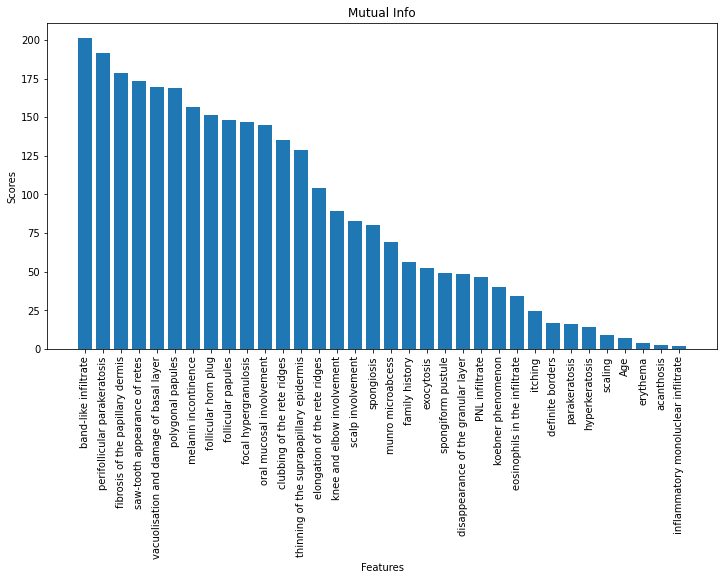 Mutual Info
Scores
200
175
150
125
100
75
50
25
0
band-like infiltrate
perifollicular parakeratosis
fibrosis of the papillary dermis
saw-tooth appearance of retes
vacuolisation and damage of basal layer
polygonal papules
melanin incontinence
follicular horn plug
follicular papules
focal hypergranulosis
oral mucosal involvement
clubbing of the rete ridges
thinning of the suprapapillary epidermis
elongation of the rete ridges
knee and elbow involvement
scalp involvement
spongiosis
munro microabcess
family history
exocytosis
spongiform pustule
disappearance of the granular layer
PNL infiltrate
koebner phenomenon
eosinophils in the infiltrate
itching
definite borders
parakeratosis
hyperkeratosis
scaling
Age
erythema
acanthosis
inflammatory monoluclear infiltrate
Features